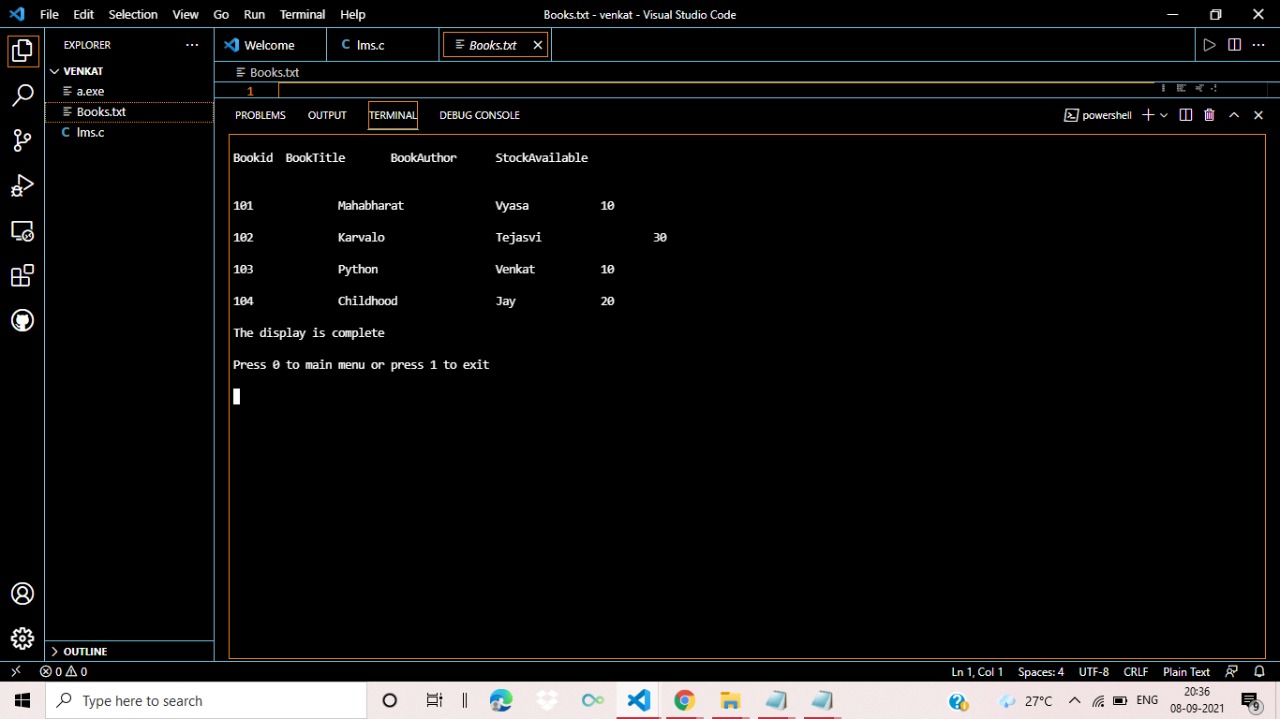 File Edit Selection View Go Run Terminal Help Books.txt - venkat - Visual Studio Code
EXPLORER Welcome C lms.c Books.txt
VENKAT Books.txt
a.exe 1
Books.txt PROBLEMS OUTPUT TERMINAL DEBUG CONSOLE powershell
C lms.c
Bookid BookTitle BookAuthor StockAvailable
101 Mahabharat Vyasa 10
102 Karvalo Tejasvi 30
103 Python Venkat 10
104 Childhood Jay 20
The display is complete
Press 0 to main menu or press 1 to exit
OUTLINE
0 0 Ln 1, Col 1 Spaces: 4 UTF-8 CRLF Plain Text
Type here to search 27°C ENG 20:36
08-09-2021 9